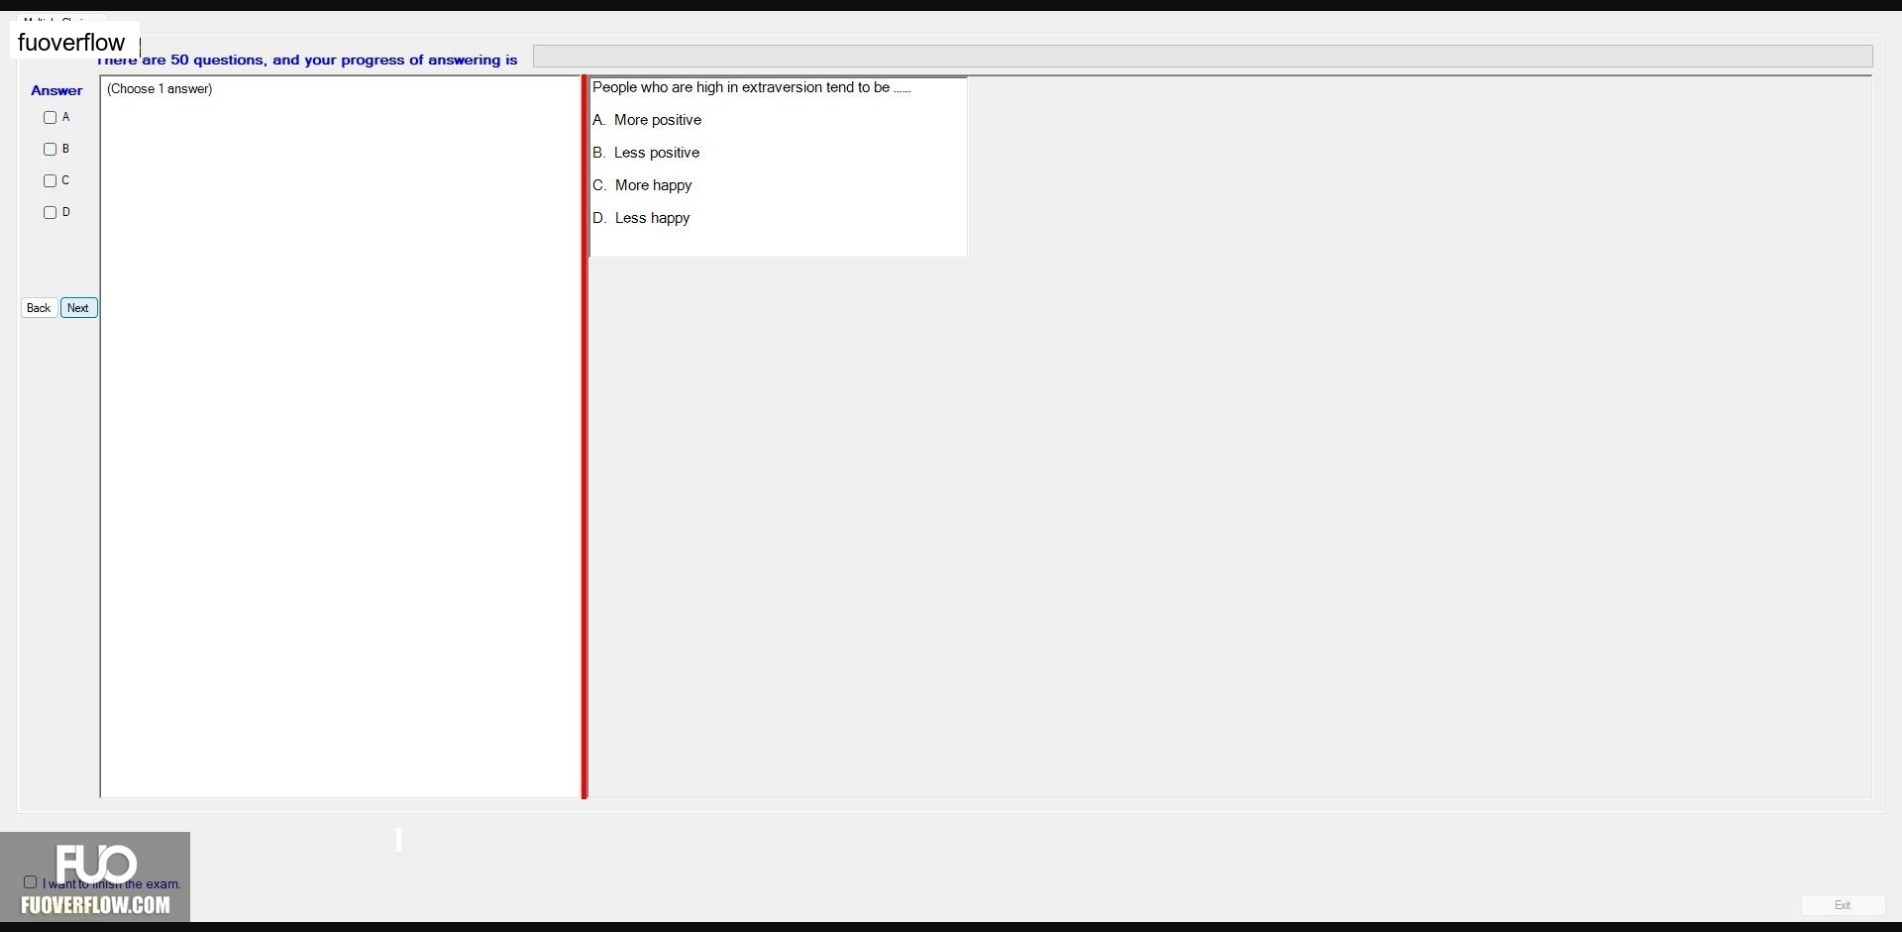 fuoverflow
There are 50 questions, and your progress of answering is
Answer
A
B
C
D
Back Next
(Choose 1 answer)
People who are high in extraversion tend to be ......
A. More positive
B. Less positive
C. More happy
D. Less happy
FUO
I want to finish the exam.
FUOVERFLOW.COM
Exit